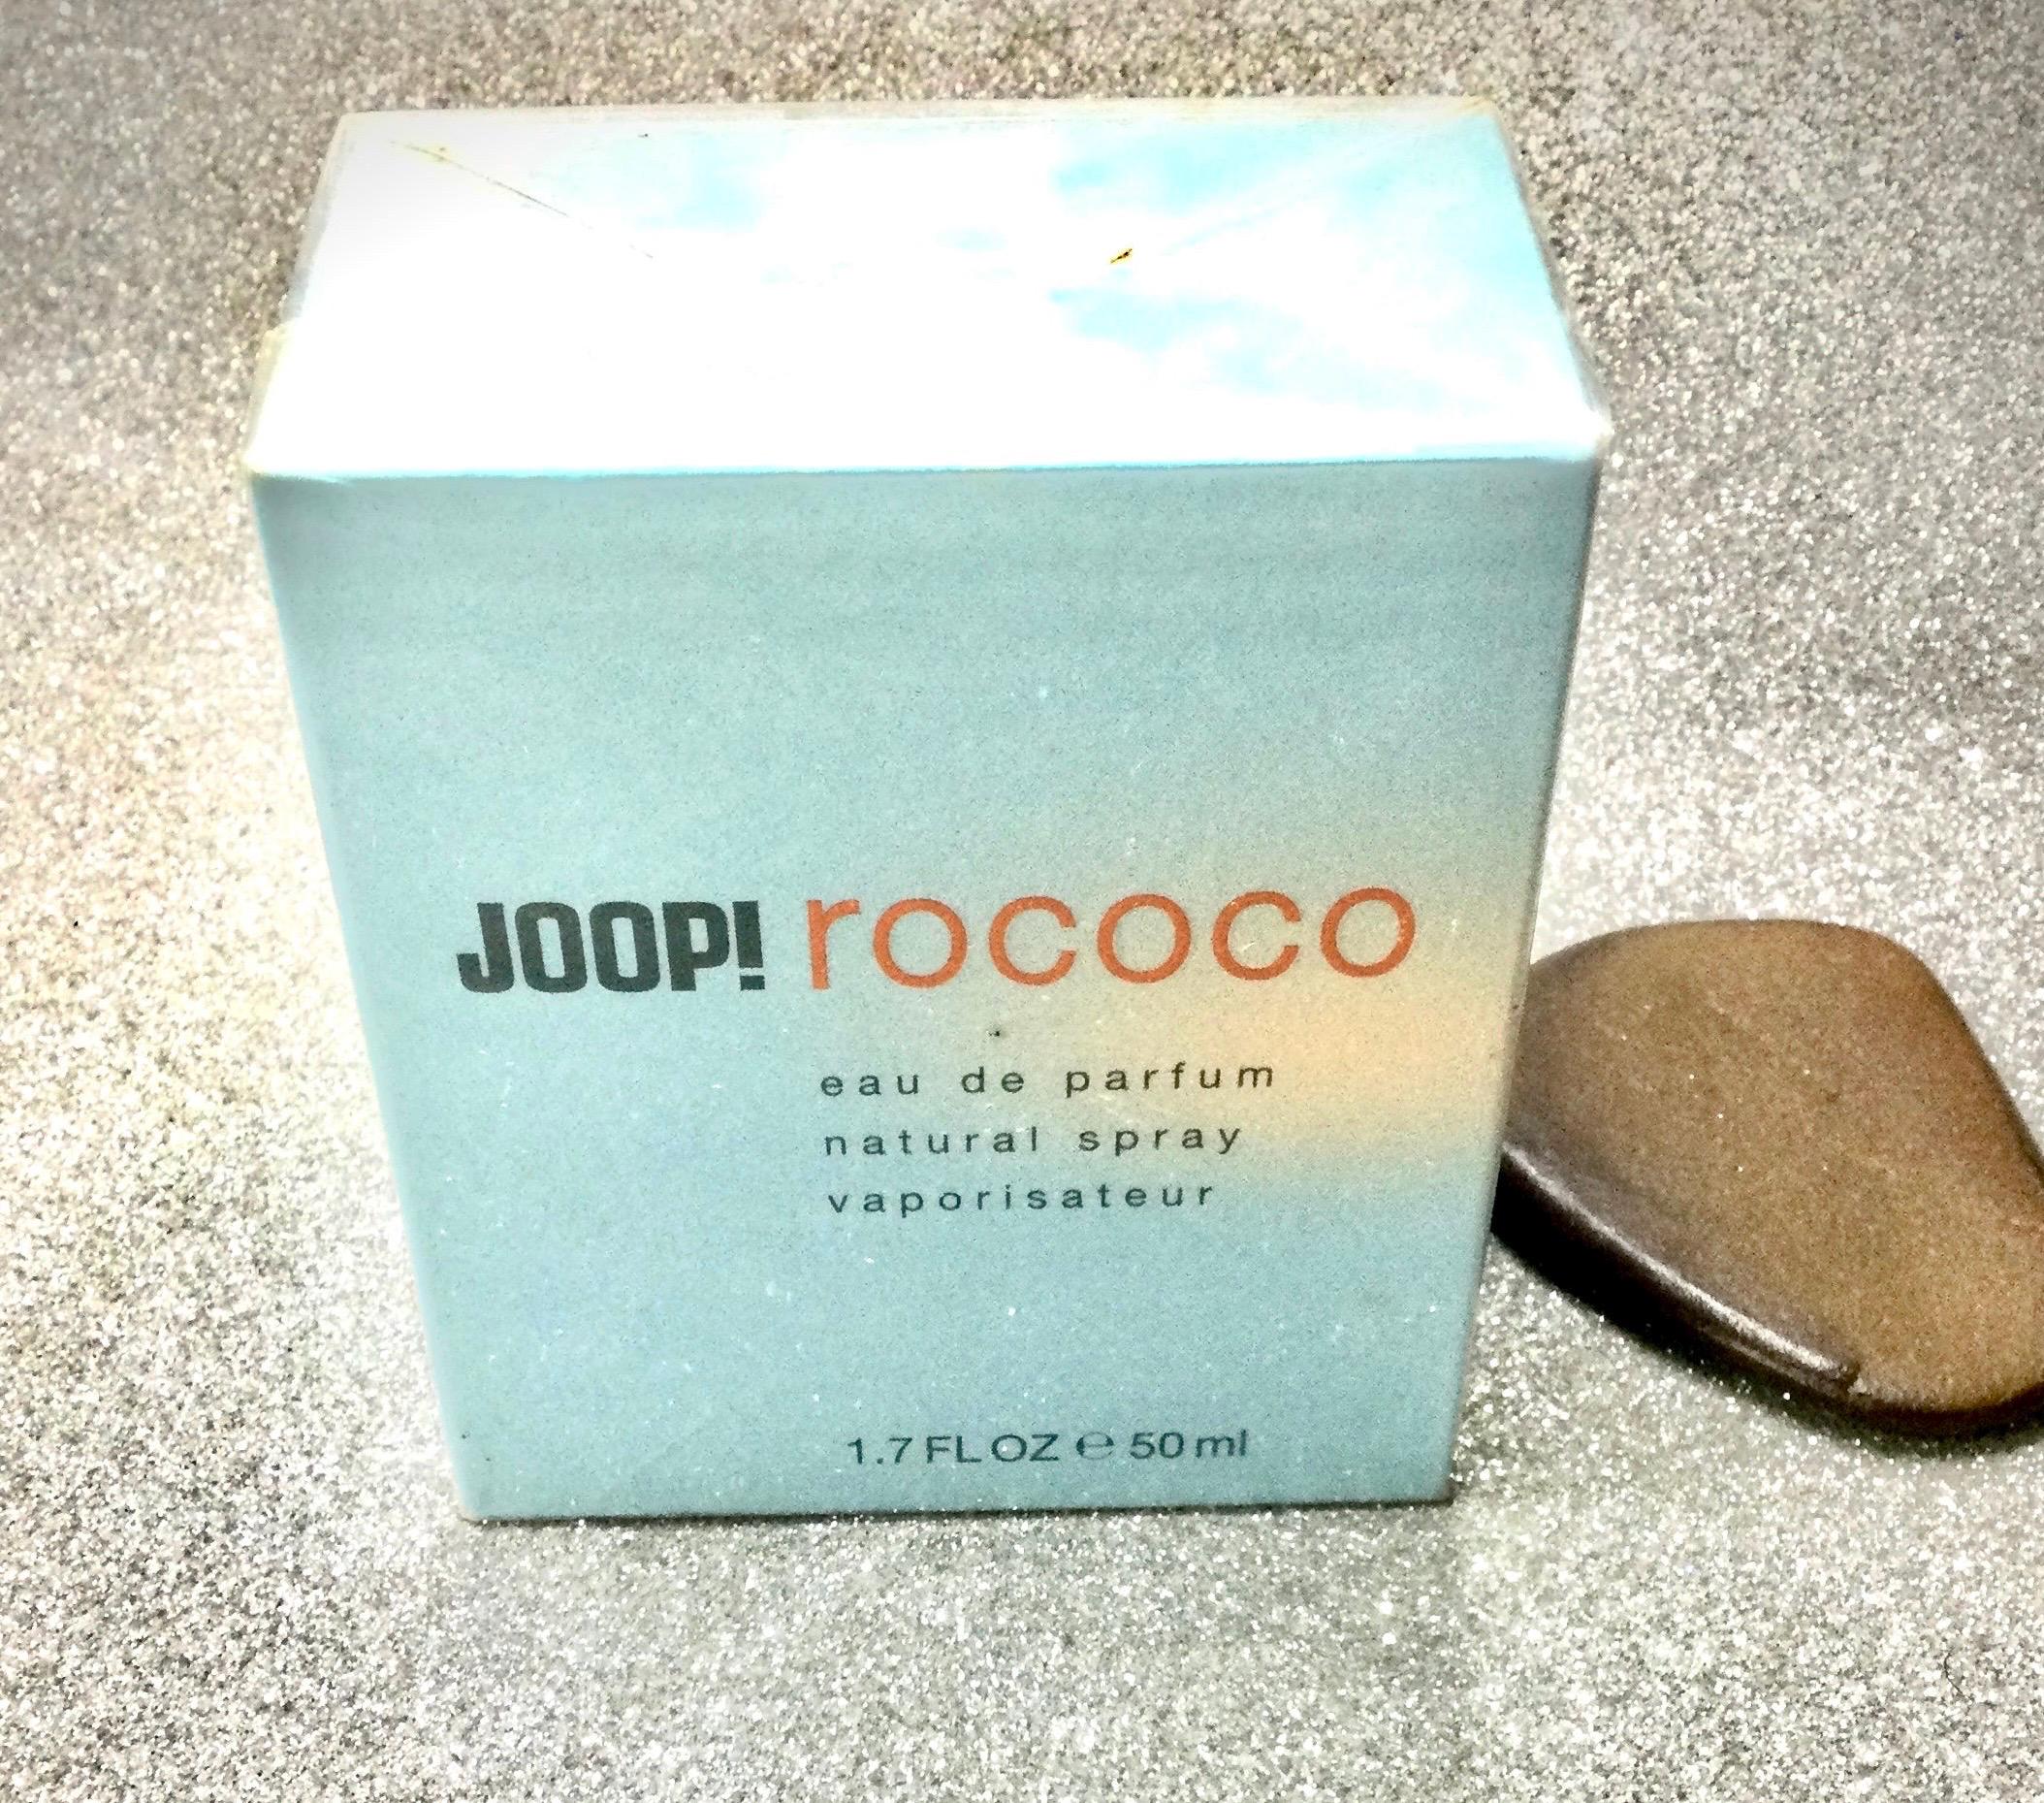 JOOP! rococo
eau de parfum
natural spray
vaporisateur
1.7 FL OZ ℮ 50 ml